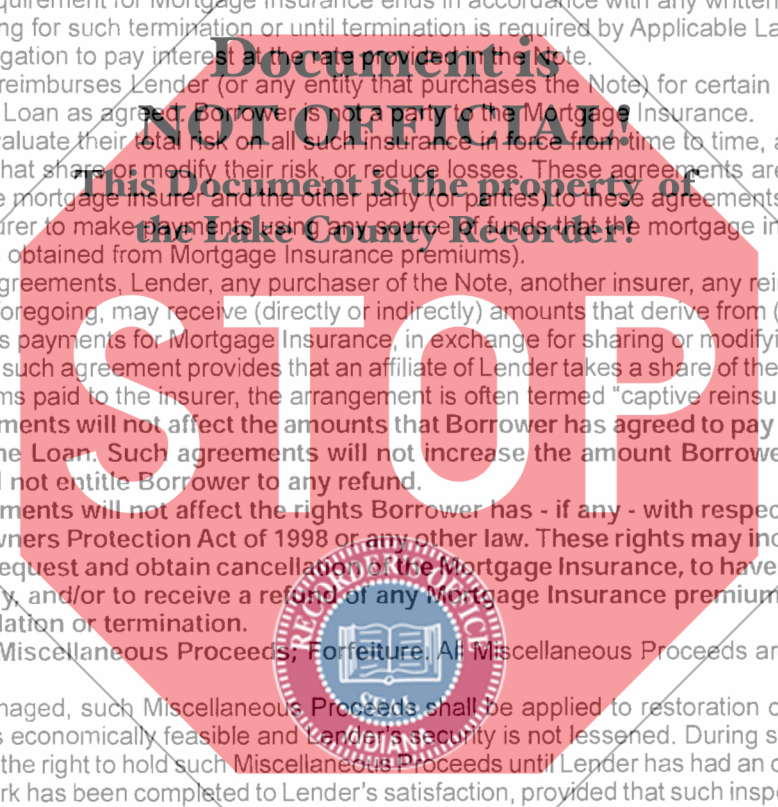 quirement for Mortgage Insurance ends in accordance with any written
ng for such termination or until termination is required by Applicable La
gation to pay interest at the rate provided in the Note.
reimburses Lender (or any entity that purchases the Note) for certain
Loan as agreed. Borrower is not a party to the Mortgage Insurance.
valuate their total risk on all such insurance in force from time to time, a
hat share or modify their risk, or reduce losses. These agreements are
e mortgage insurer and the other party (or parties) to these agreements
urer to make payments using any source of funds that the mortgage in
obtained from Mortgage Insurance premiums).
greements, Lender, any purchaser of the Note, another insurer, any rei
oregoing, may receive (directly or indirectly) amounts that derive from (
s payments for Mortgage Insurance, in exchange for sharing or modifyi
such agreement provides that an affiliate of Lender takes a share of the
ms paid to the insurer, the arrangement is often termed "captive reinsu
ments will not affect the amounts that Borrower has agreed to pay
he Loan. Such agreements will not increase the amount Borrowe
l not entitle Borrower to any refund.
ments will not affect the rights Borrower has - if any - with respec
wners Protection Act of 1998 or any other law. These rights may inc
equest and obtain cancellation of the Mortgage Insurance, to have
y, and/or to receive a refund of any Mortgage Insurance premium
lation or termination.
Miscellaneous Proceeds; Forfeiture. All Miscellaneous Proceeds ar
maged, such Miscellaneous Proceeds shall be applied to restoration o
s economically feasible and Lender's security is not lessened. During s
the right to hold such Miscellaneous Proceeds until Lender has had an o
rk has been completed to Lender's satisfaction, provided that such insp
Document is
NOT OFFICIAL!
This Document is the property of
the Lake County Recorder!
STOP
RECORDER'S OFFICE
SEAL
INDIANA